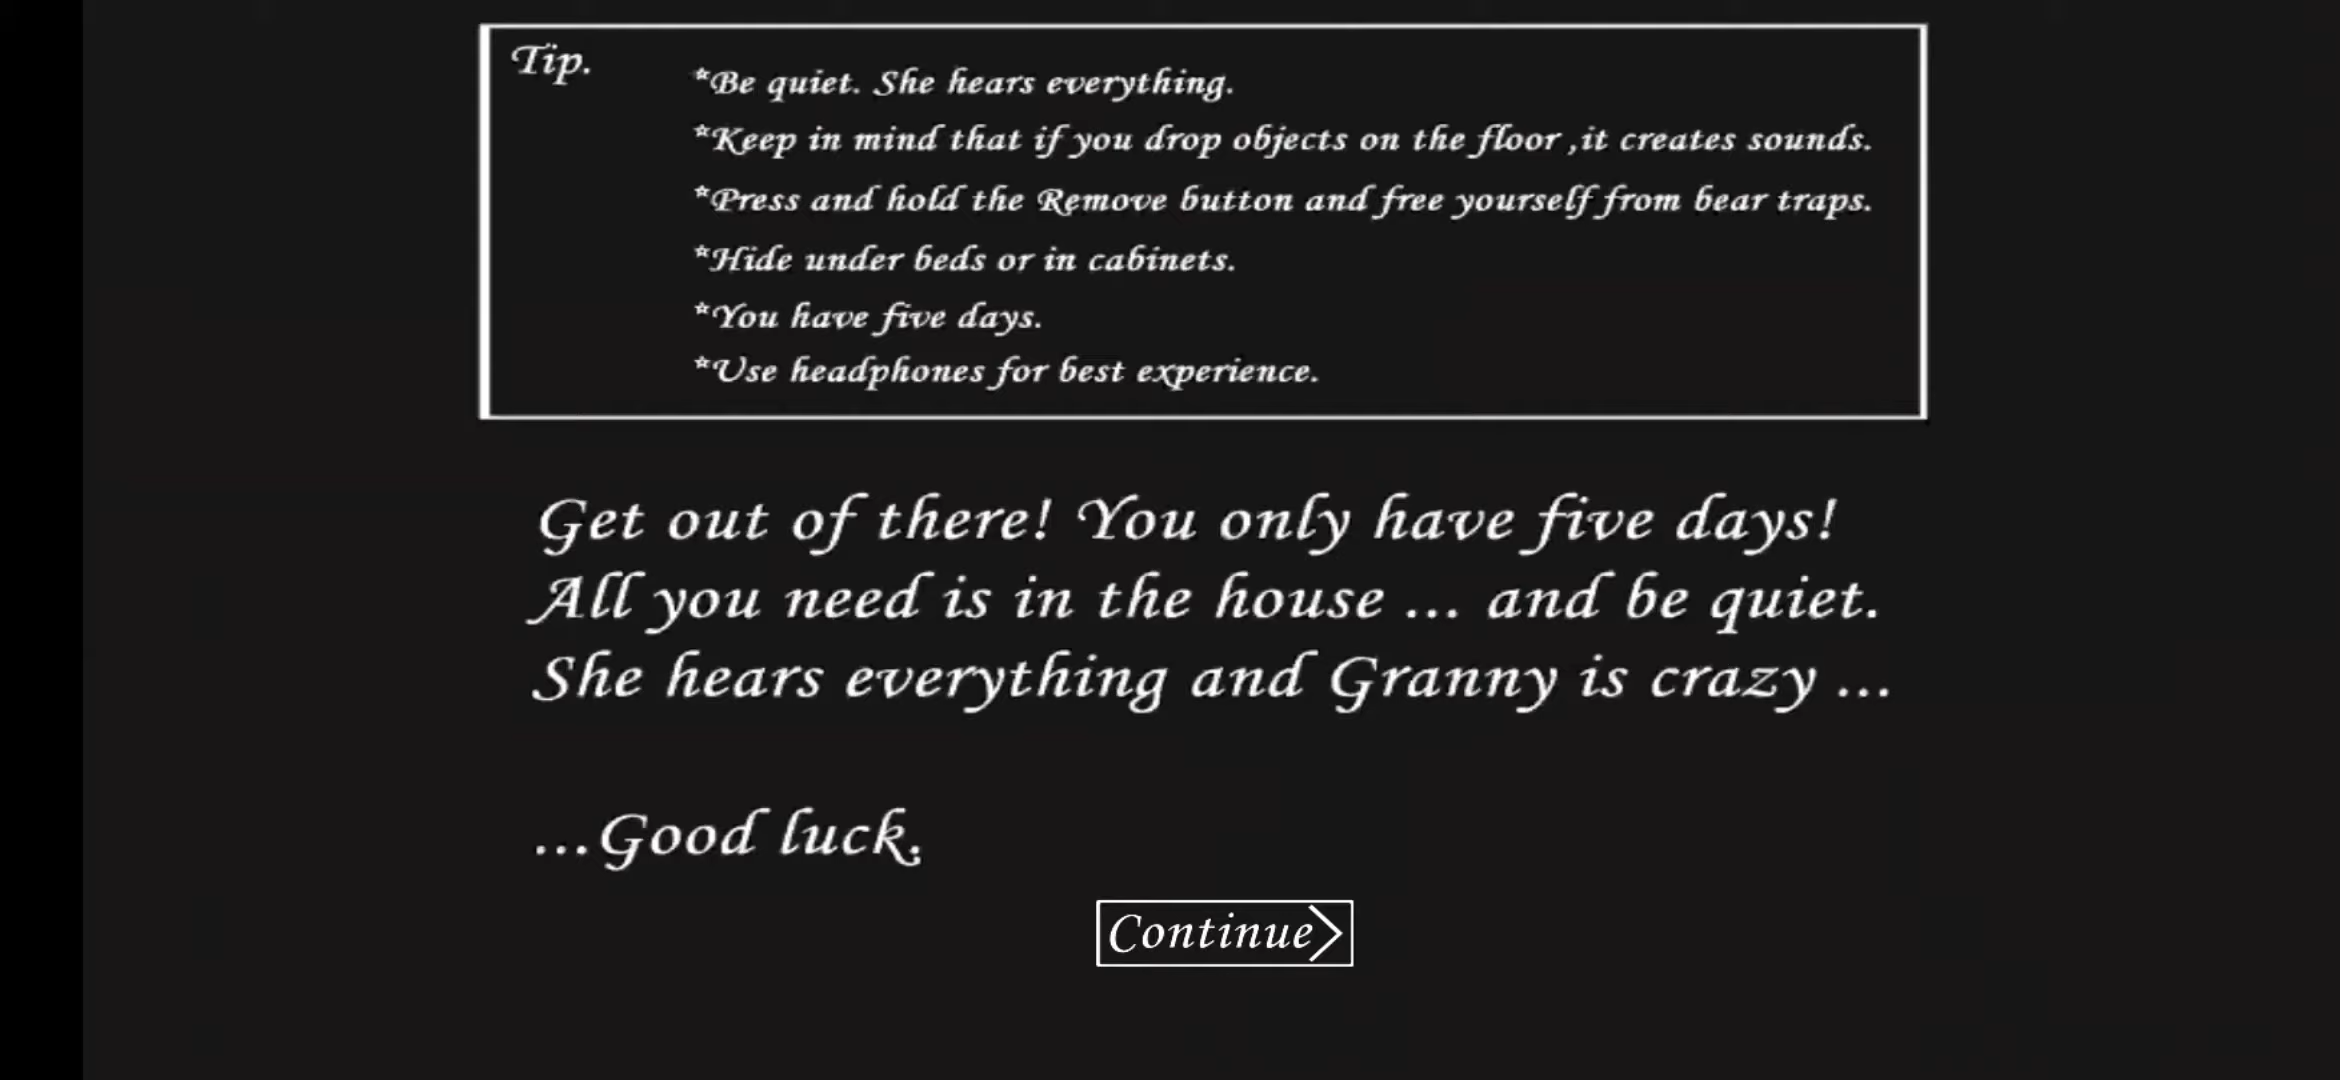 Tip.
*Be quiet. She hears everything.
*Keep in mind that if you drop objects on the floor ,it creates sounds.
*Press and hold the Remove button and free yourself from bear traps.
*Hide under beds or in cabinets.
*You have five days.
*Use headphones for best experience.
Get out of there! You only have five days!
All you need is in the house ... and be quiet.
She hears everything and Granny is crazy ...
...Good luck.
Continue>